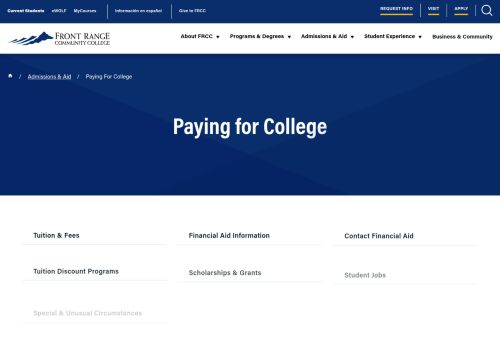 Current Students eWOLF MyCourses Información en español Give to FRCC REQUEST INFO VISIT APPLY
FRONT RANGE
COMMUNITY COLLEGE
About FRCC Programs & Degrees Admissions & Aid Student Experience Business & Community
/ Admissions & Aid / Paying For College
Paying for College
Tuition & Fees Financial Aid Information Contact Financial Aid
Tuition Discount Programs Scholarships & Grants Student Jobs
Special & Unusual Circumstances